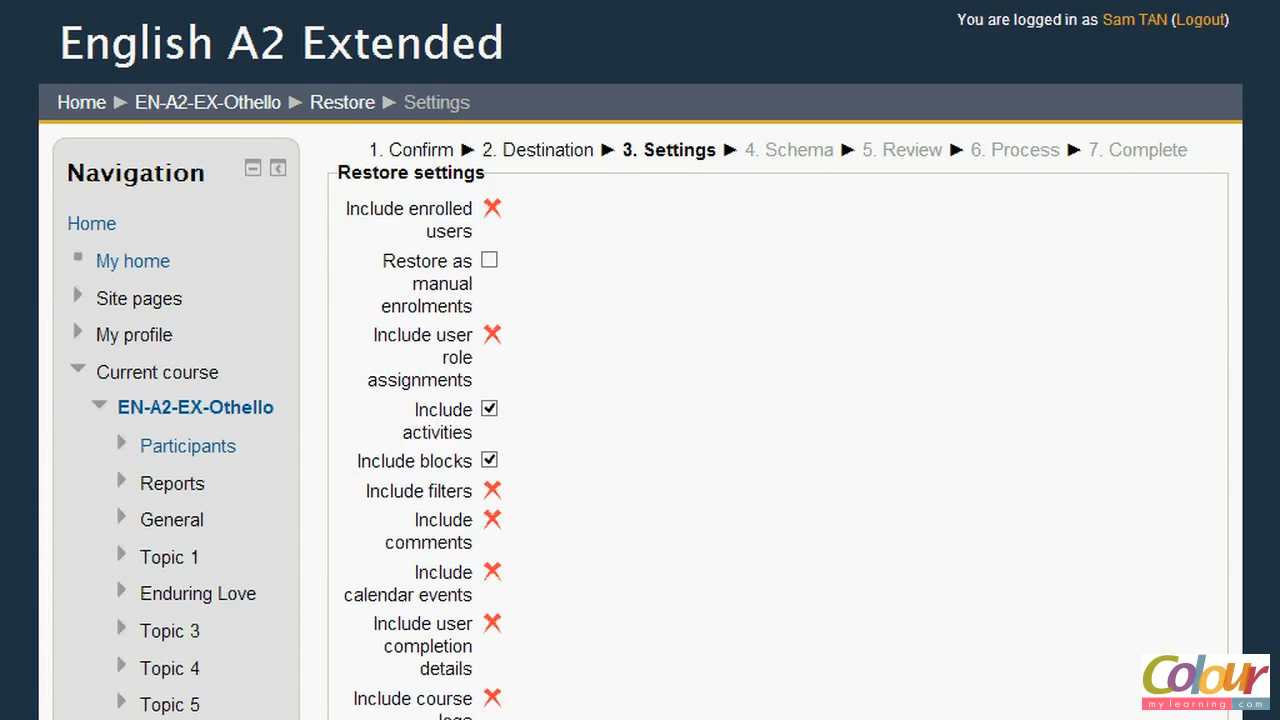 You are logged in as Sam TAN (Logout)
English A2 Extended
Home ► EN-A2-EX-Othello ► Restore ► Settings
Navigation
Home
My home
Site pages
My profile
Current course
EN-A2-EX-Othello
Participants
Reports
General
Topic 1
Enduring Love
Topic 3
Topic 4
Topic 5
1. Confirm ► 2. Destination ► 3. Settings ► 4. Schema ► 5. Review ► 6. Process ► 7. Complete
Restore settings
Include enrolled
users
Restore as
manual
enrolments
Include user
role
assignments
Include
activities
Include blocks
Include filters
Include
comments
Include
calendar events
Include user
completion
details
Include course
logs
Colour
my learning.com